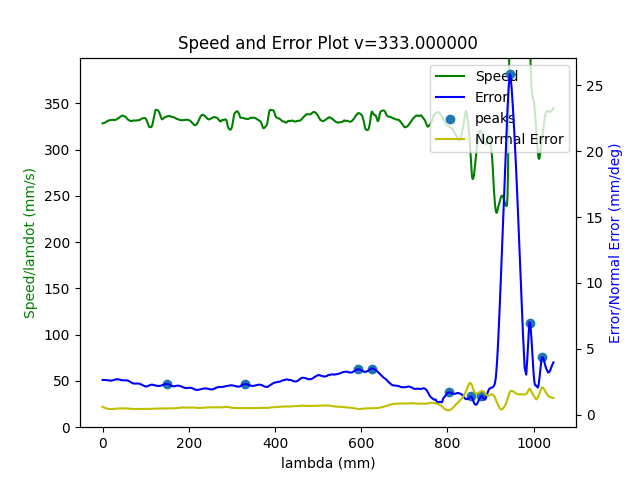 Speed and Error Plot v=333.000000
Speed
Error
peaks
Normal Error
350
300
250
200
150
100
50
0
25
20
15
10
5
0
Speed/lamdot (mm/s)
Error/Normal Error (mm/deg)
0 200 400 600 800 1000
lambda (mm)